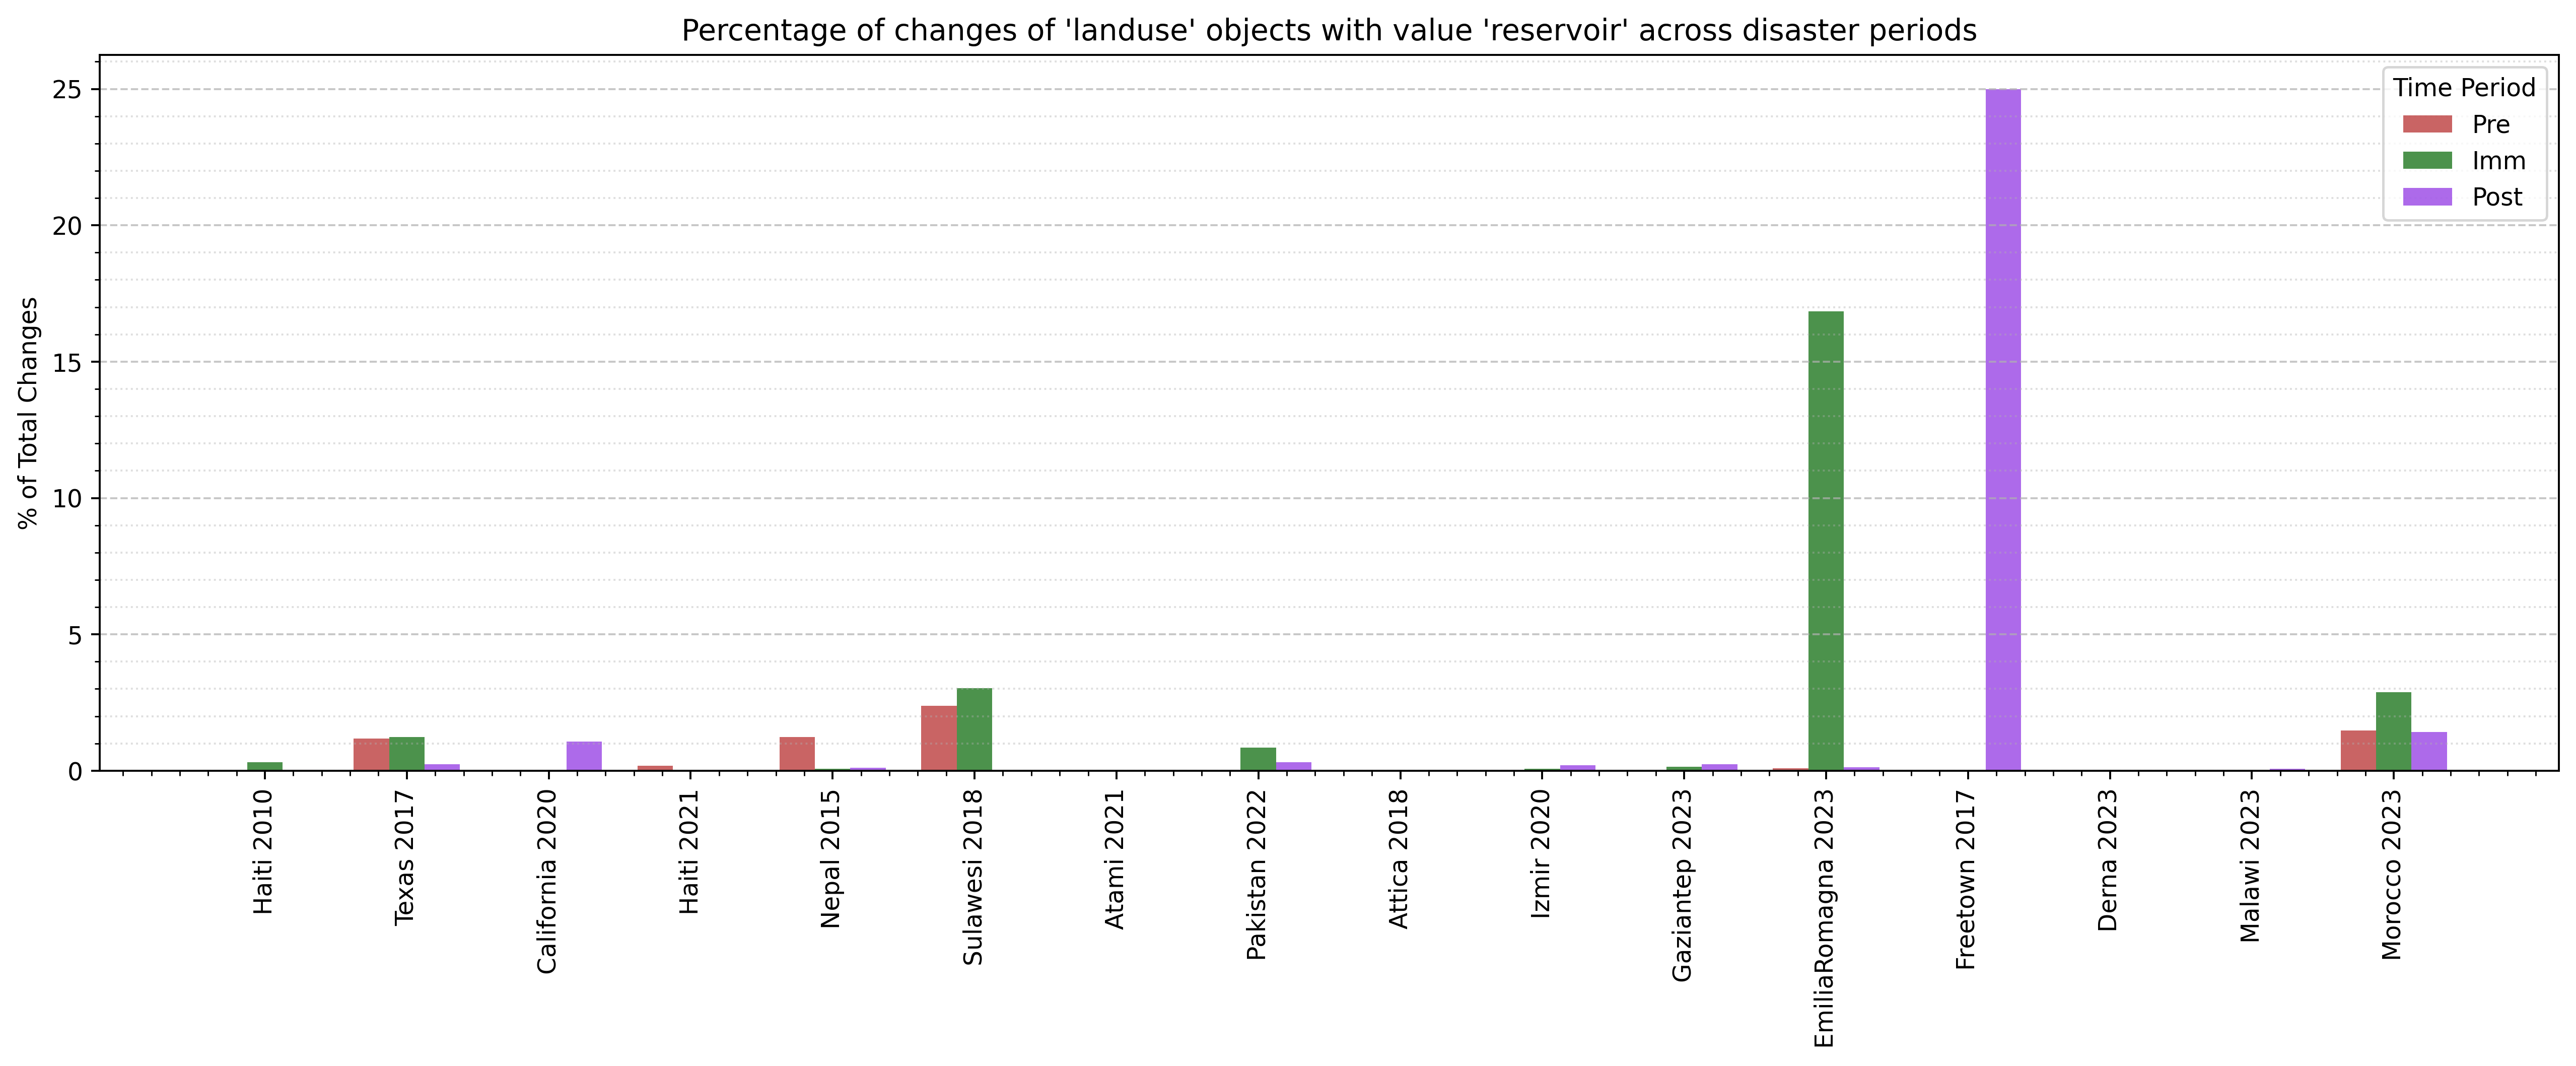 Percentage of changes of 'landuse' objects with value 'reservoir' across disaster periods
% of Total Changes
25
20
15
10
5
0
Time Period
Pre
Imm
Post
Haiti 2010
Texas 2017
California 2020
Haiti 2021
Nepal 2015
Sulawesi 2018
Atami 2021
Pakistan 2022
Attica 2018
Izmir 2020
Gaziantep 2023
EmiliaRomagna 2023
Freetown 2017
Derna 2023
Malawi 2023
Morocco 2023